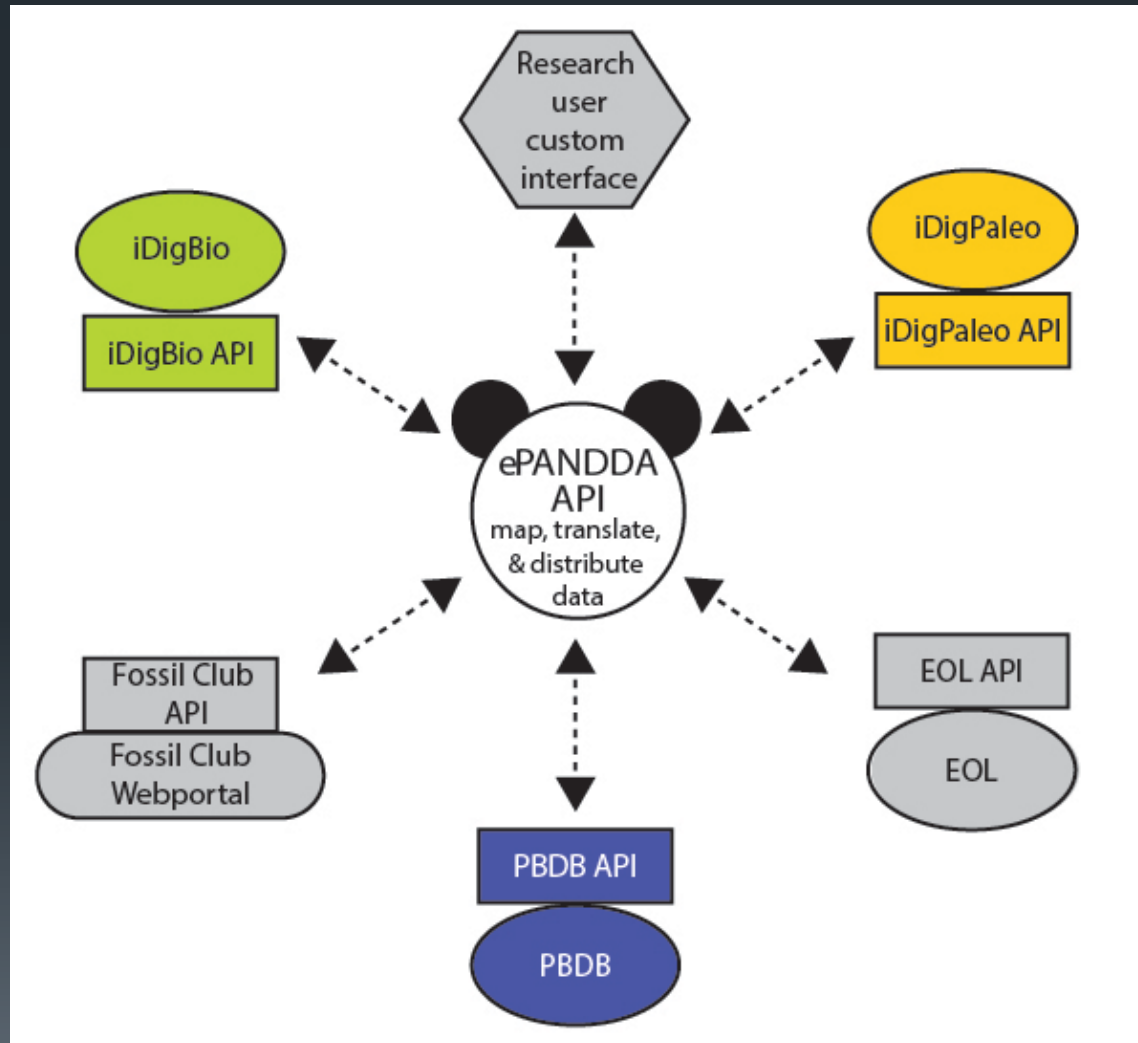 Research
user
custom
interface
iDigBio
iDigBio API
iDigPaleo
iDigPaleo API
ePANDDA
API
map, translate,
& distribute
data
Fossil Club
API
Fossil Club
Webportal
EOL API
EOL
PBDB API
PBDB